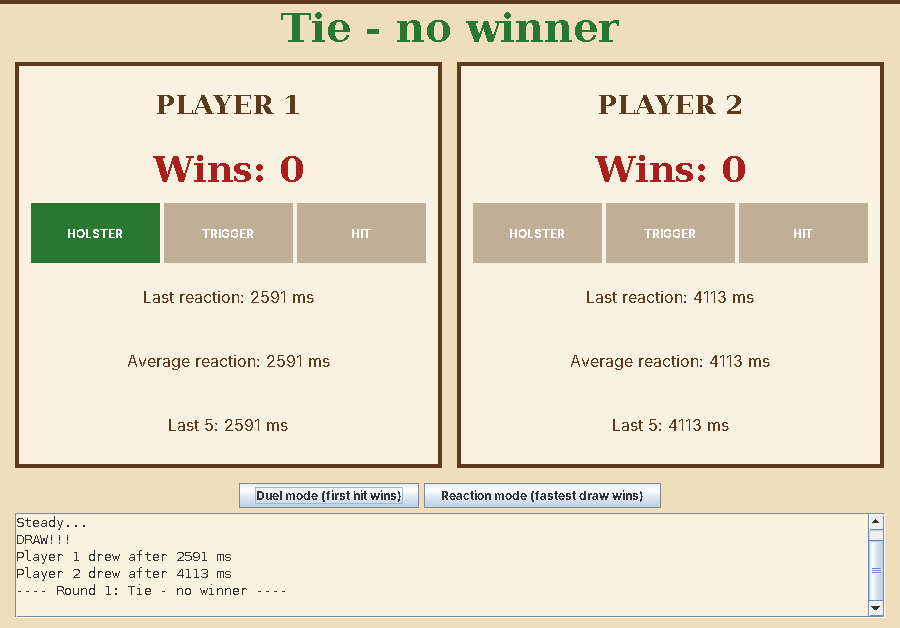 Tie - no winner
PLAYER 1
Wins: 0
HOLSTER TRIGGER HIT
Last reaction: 2591 ms
Average reaction: 2591 ms
Last 5: 2591 ms
PLAYER 2
Wins: 0
HOLSTER TRIGGER HIT
Last reaction: 4113 ms
Average reaction: 4113 ms
Last 5: 4113 ms
Duel mode (first hit wins) Reaction mode (fastest draw wins)
Steady...
DRAW!!!
Player 1 drew after 2591 ms
Player 2 drew after 4113 ms
---- Round 1: Tie - no winner ----